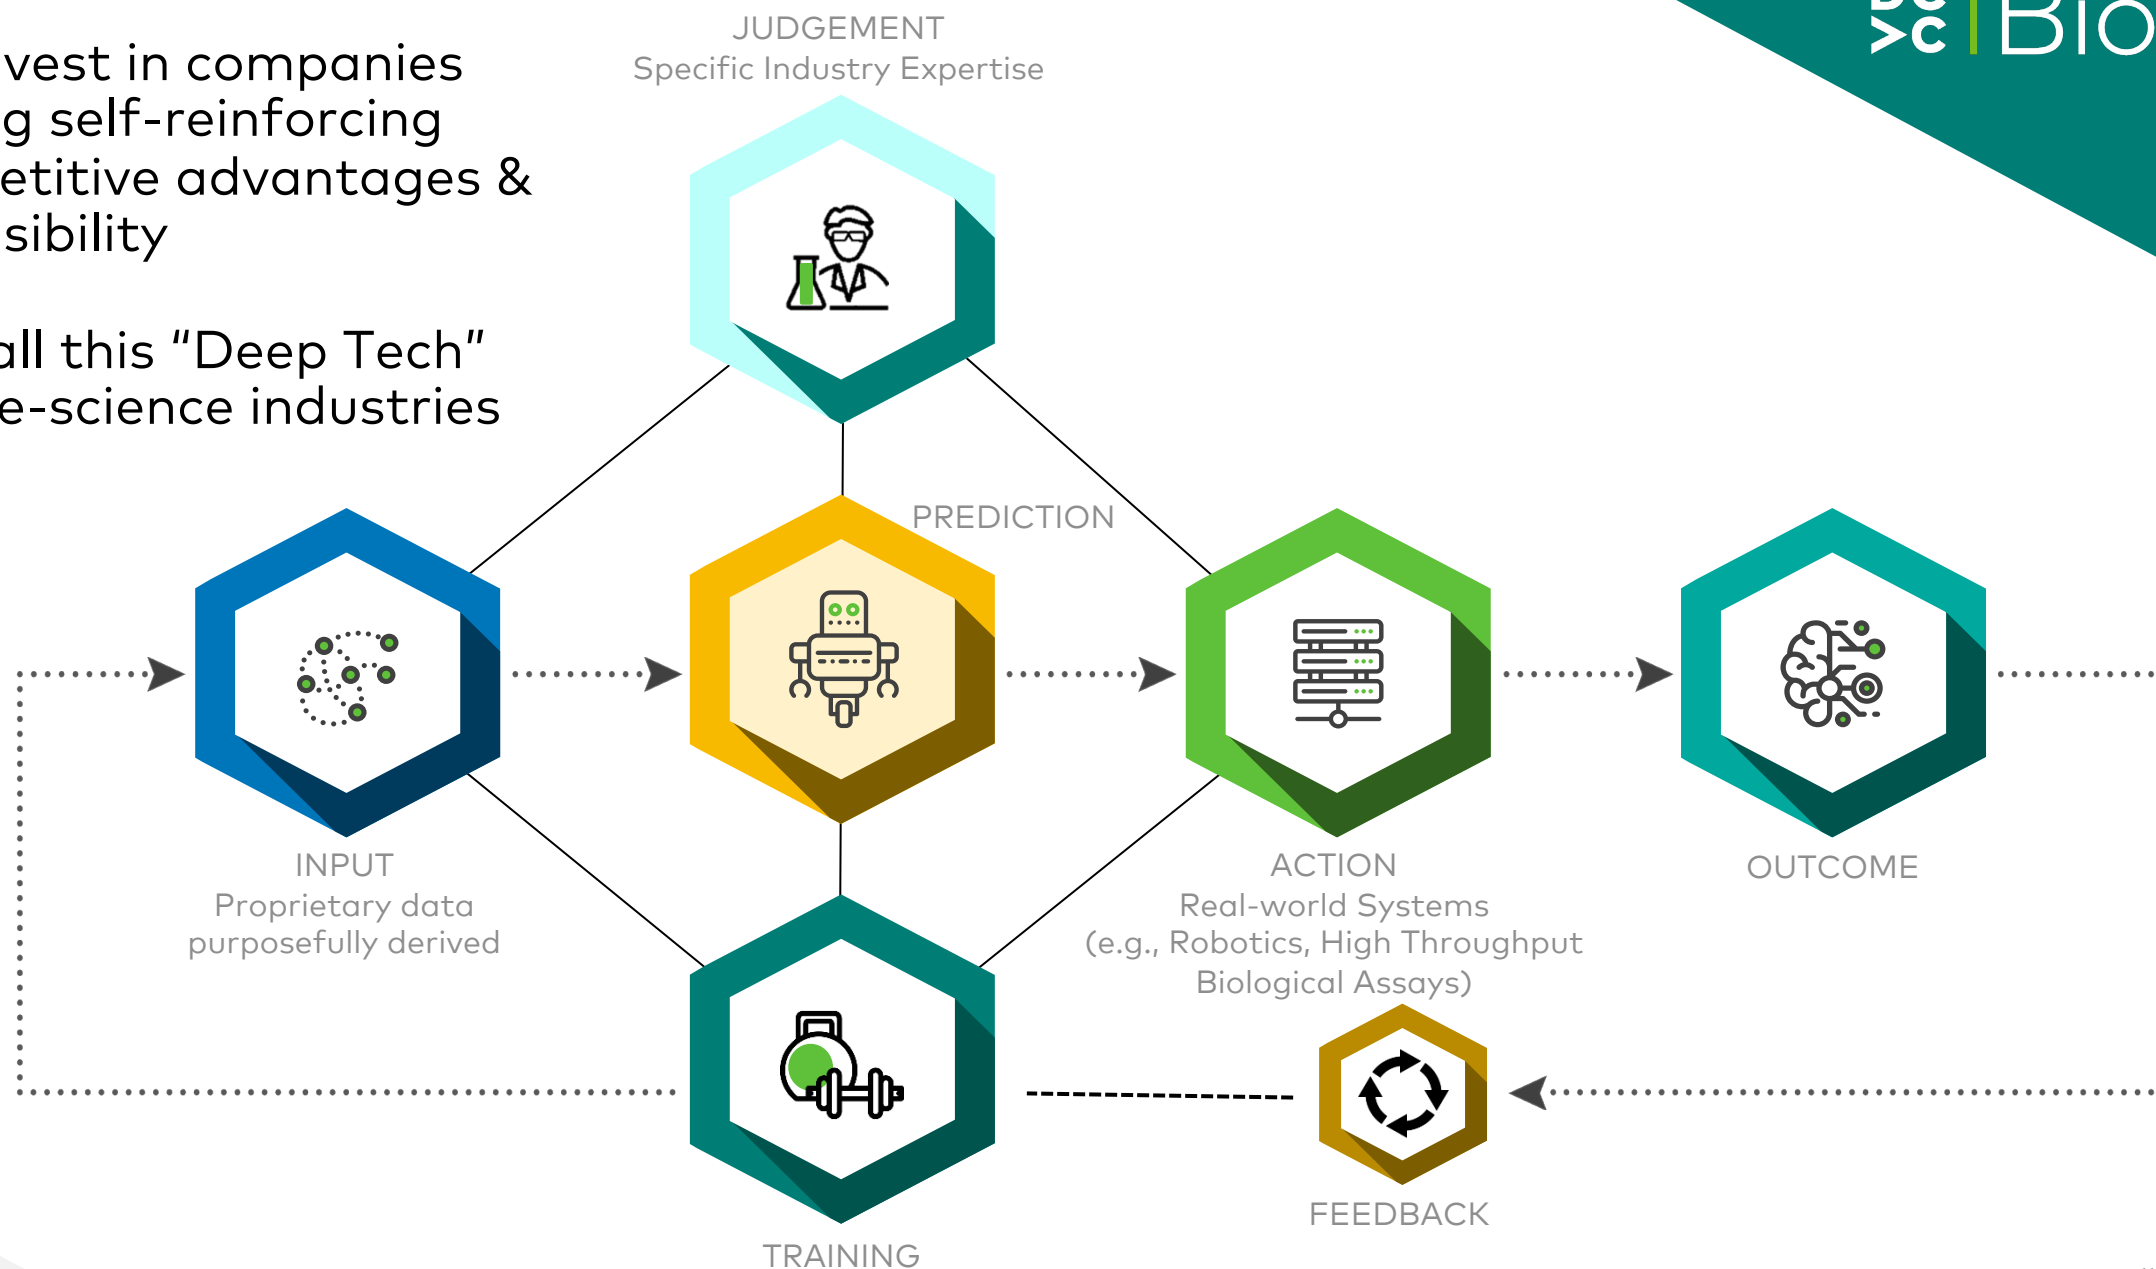 vest in companies
g self-reinforcing
etitive advantages &
sibility
all this “Deep Tech”
e-science industries
JUDGEMENT
Specific Industry Expertise
>C | Bio
PREDICTION
INPUT
Proprietary data
purposefully derived
ACTION
Real-world Systems
(e.g., Robotics, High Throughput
Biological Assays)
OUTCOME
FEEDBACK
TRAINING